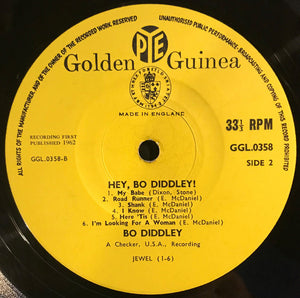 ALL RIGHTS OF THE MANUFACTURER AND OF THE OWNER OF THE RECORDED WORK RESERVED.
UNAUTHORISED PUBLIC PERFORMANCE, BROADCASTING AND COPYING OF THIS RECORD PROHIBITED
PYE
Golden Guinea
MADE IN ENGLAND
RECORDING FIRST
PUBLISHED 1962
GGL.0358-B
33⅓ RPM
GGL.0358
SIDE 2
HEY, BO DIDDLEY!
1. My Babe (Dixon, Stone)
2. Road Runner (E. McDaniel)
3. Shank (E. McDaniel)
4. I Know (E. McDaniel)
5. Here 'Tis (E. McDaniel)
6. I'm Looking For A Woman (E. McDaniel)
BO DIDDLEY
A Checker, U.S.A., Recording
JEWEL (1-6)